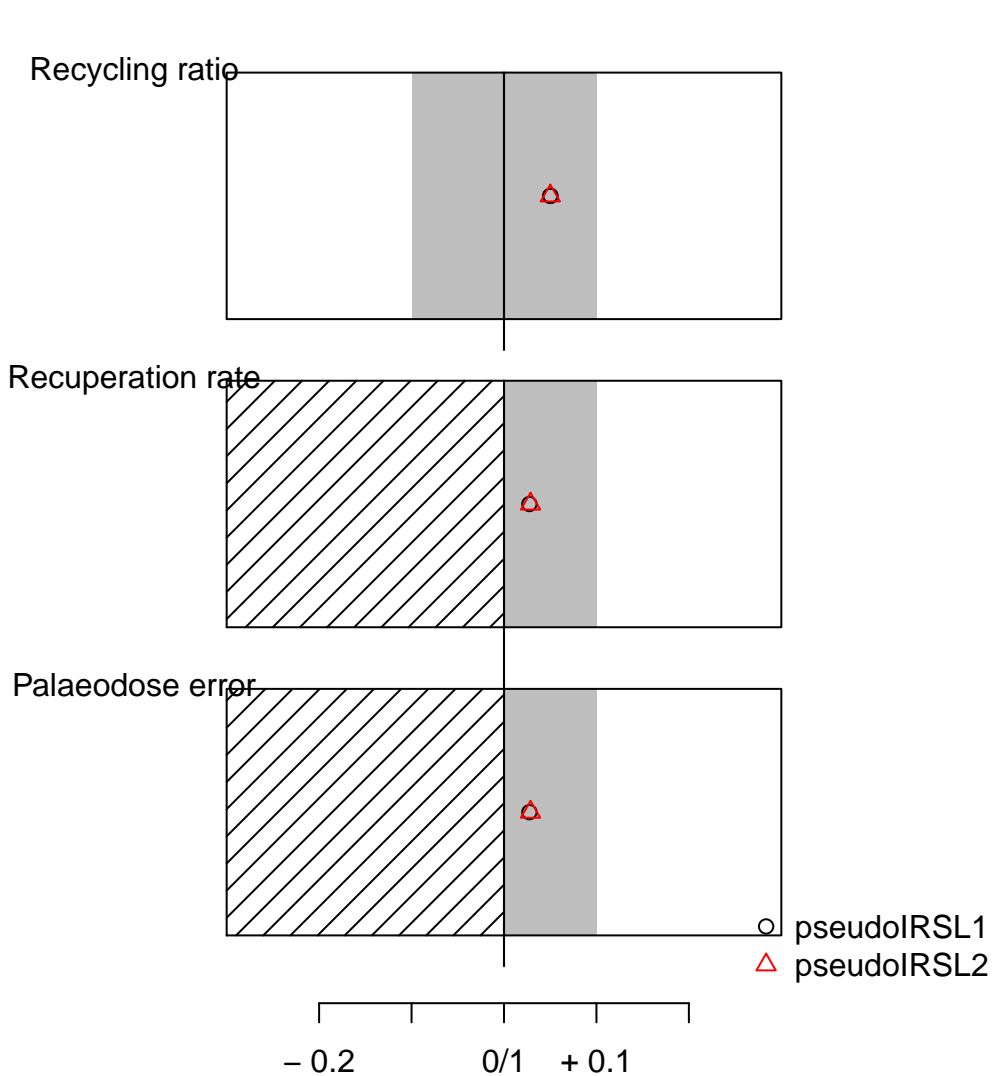 Recycling ratio
Recuperation rate
Palaeodose error
pseudoIRSL1
pseudoIRSL2
− 0.2 0/1 + 0.1